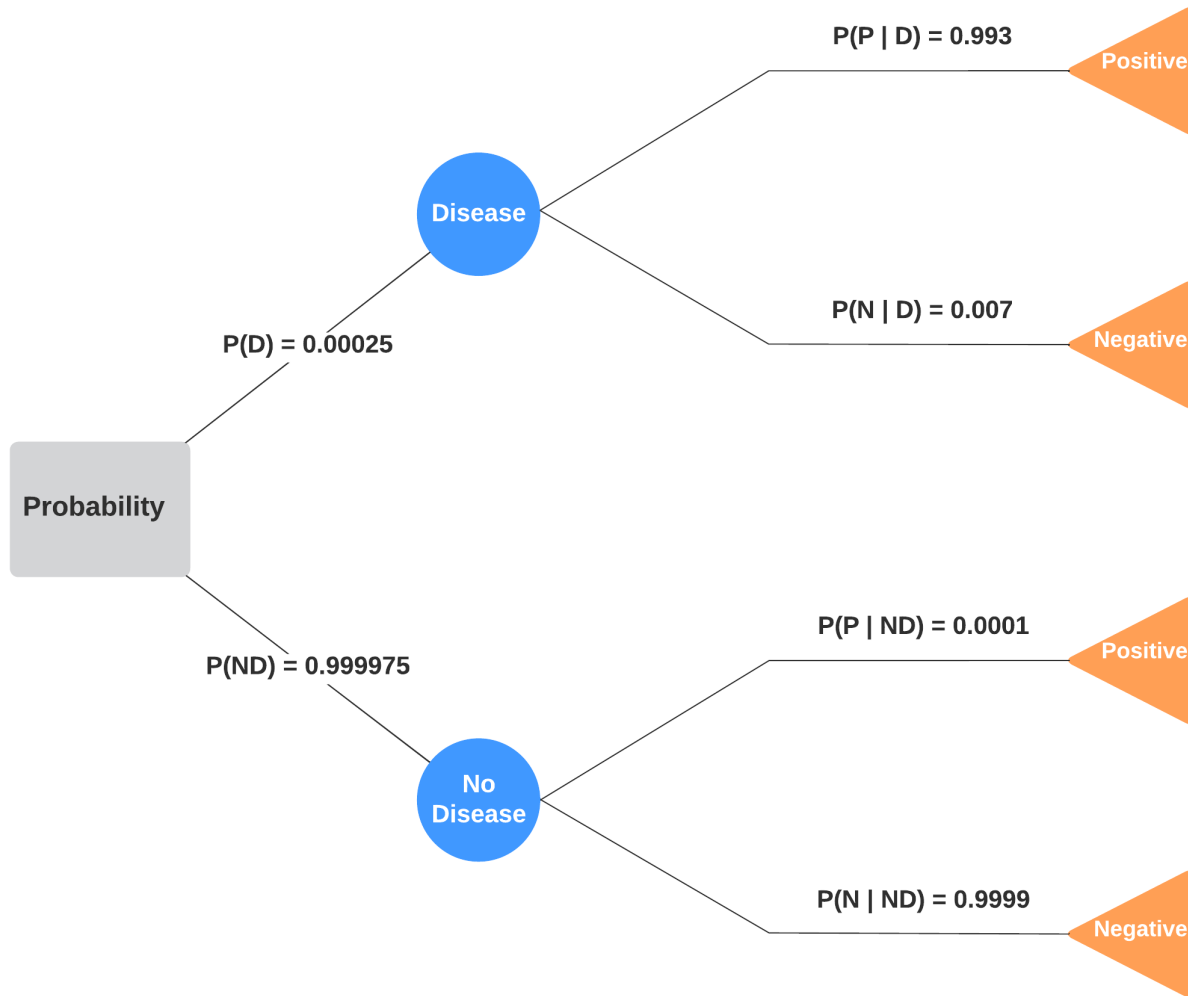 P(P | D) = 0.993
Positive
Disease
P(N | D) = 0.007
Negative
P(D) = 0.00025
Probability
P(ND) = 0.999975
P(P | ND) = 0.0001
Positive
No
Disease
P(N | ND) = 0.9999
Negative